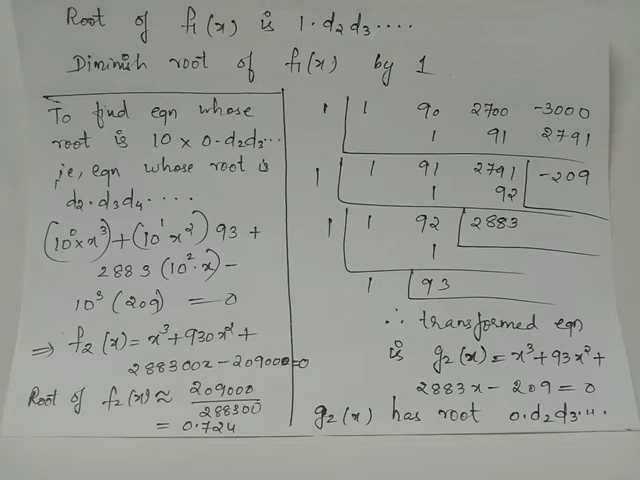 Root of f₁(x) is 1.d₂d₃....
Diminish root of f₁(x) by 1
To find eqn whose
root is 10 × 0.d₂d₃...
ie, eqn whose root is
d₂.d₃d₄....
(10⁰×x³)+(10¹x²)93+
2883(10².x)-
10³(209) = 0
⇒ f₂(x)=x³+930x²+
288300x-209000=0
Root of f₂(x)≈ 209000/288300
= 0.724
1 | 1 90 2700 -3000
1 91 2791
1 | 1 91 2791 | -209
1 92
1 | 1 92 | 2883
1
1 | 93
∴ transformed eqn
is g₂(x)=x³+93x²+
2883x-209=0
g₂(x) has root 0.d₂d₃...